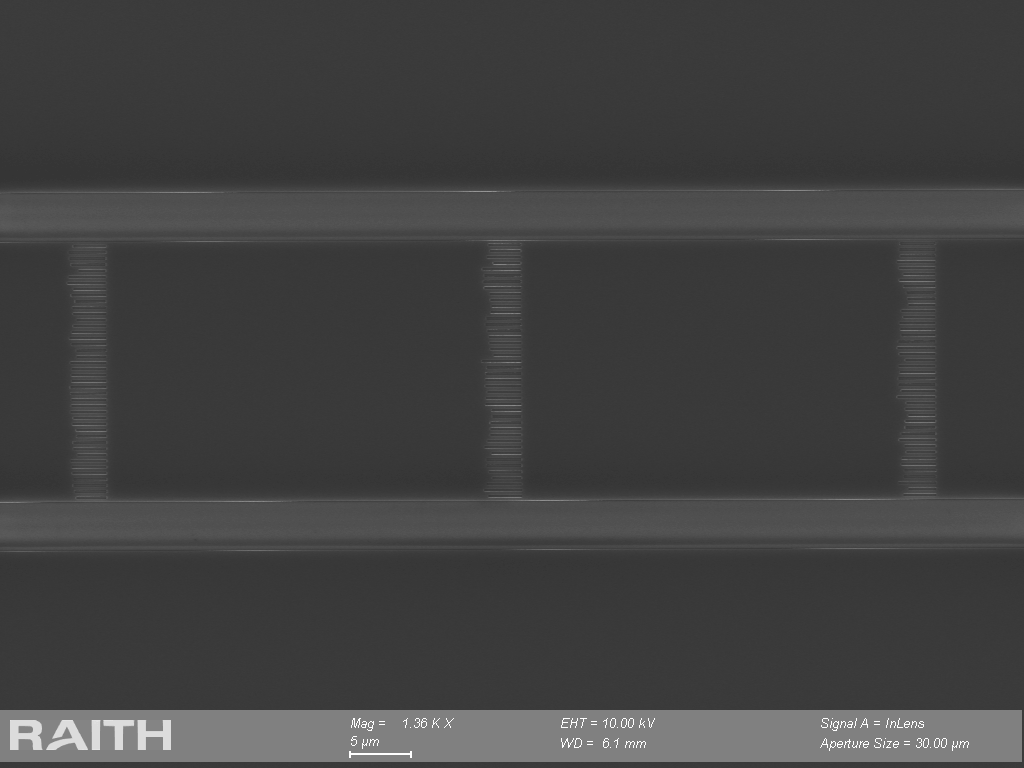 RAITH
Mag = 1.36 K X
5 µm
EHT = 10.00 kV
WD = 6.1 mm
Signal A = InLens
Aperture Size = 30.00 µm